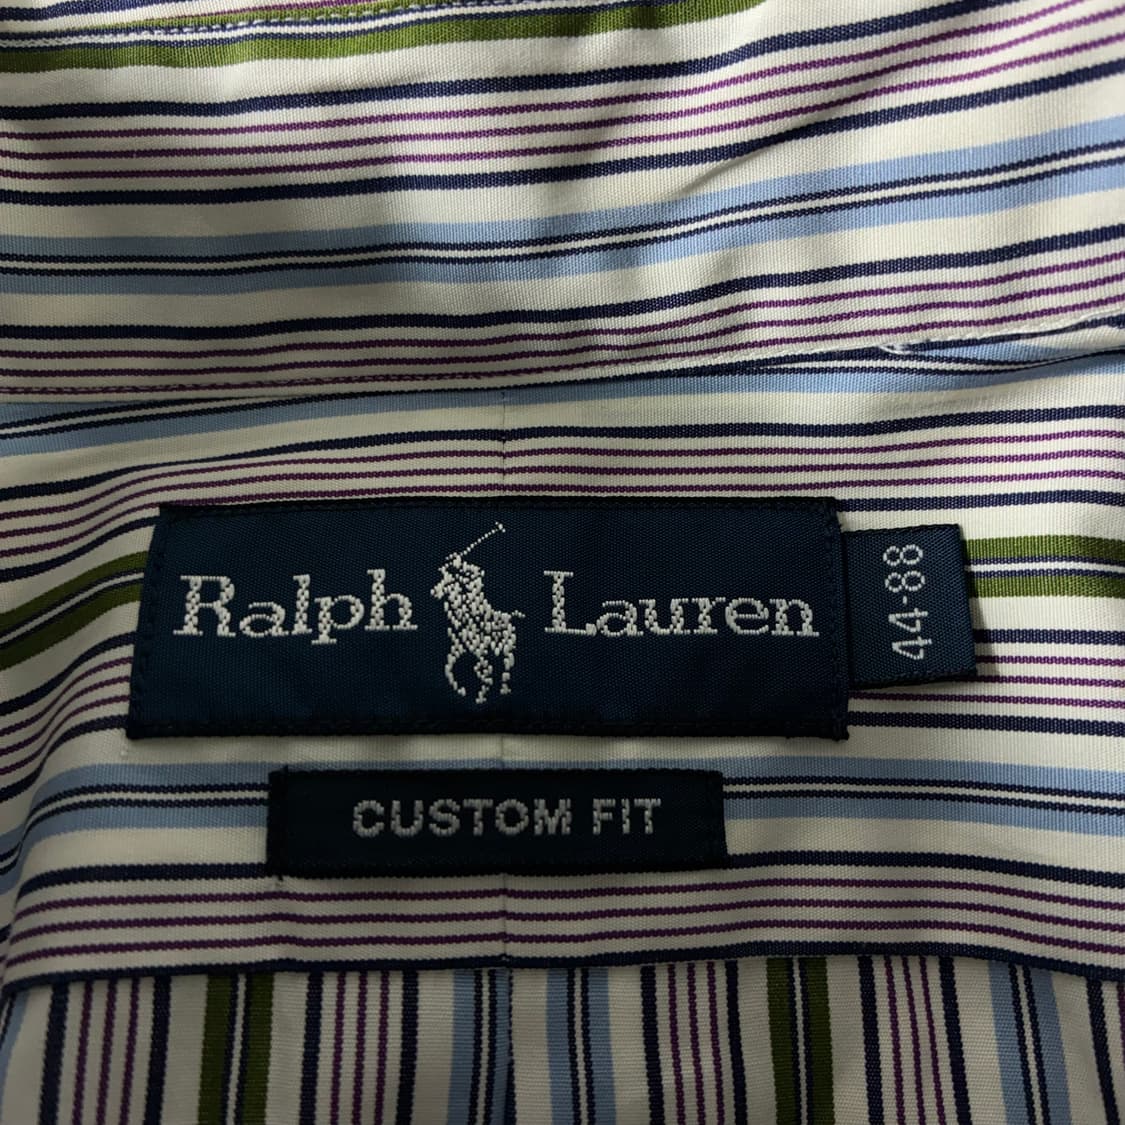 Ralph Lauren
44-88
CUSTOM FIT